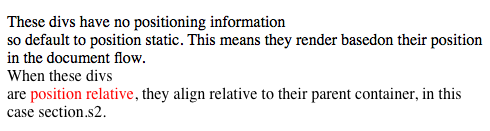 These divs have no positioning information
so default to position static. This means they render basedon their position
in the document flow.
When these divs
are position relative, they align relative to their parent container, in this
case section.s2.